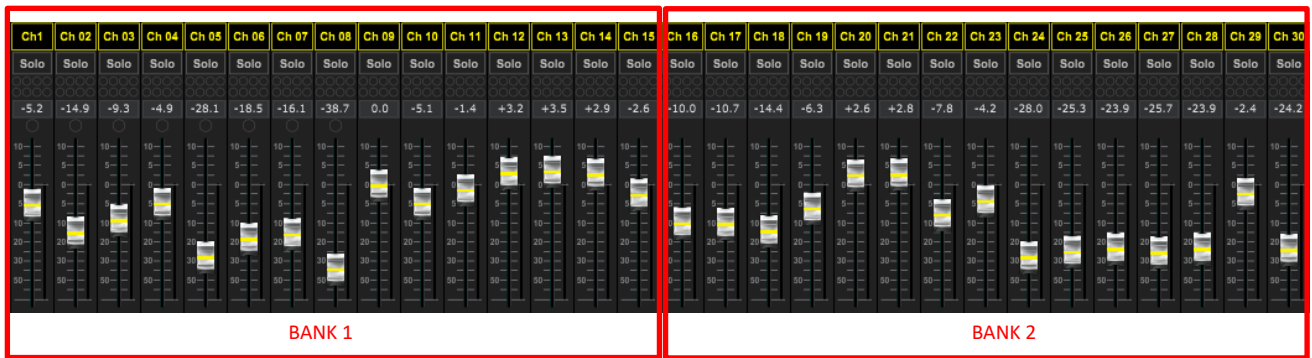 Ch1 Ch 02 Ch 03 Ch 04 Ch 05 Ch 06 Ch 07 Ch 08 Ch 09 Ch 10 Ch 11 Ch 12 Ch 13 Ch 14 Ch 15 Ch 16 Ch 17 Ch 18 Ch 19 Ch 20 Ch 21 Ch 22 Ch 23 Ch 24 Ch 25 Ch 26 Ch 27 Ch 28 Ch 29 Ch 30
Solo Solo Solo Solo Solo Solo Solo Solo Solo Solo Solo Solo Solo Solo Solo Solo Solo Solo Solo Solo Solo Solo Solo Solo Solo Solo Solo Solo Solo Solo
-5.2 -14.9 -9.3 -4.9 -28.1 -18.5 -16.1 -38.7 0.0 -5.1 -1.4 +3.2 +3.5 +2.9 -2.6 -10.0 -10.7 -14.4 -6.3 +2.6 +2.8 -7.8 -4.2 -28.0 -25.3 -23.9 -25.7 -23.9 -2.4 -24.2
BANK 1 BANK 2